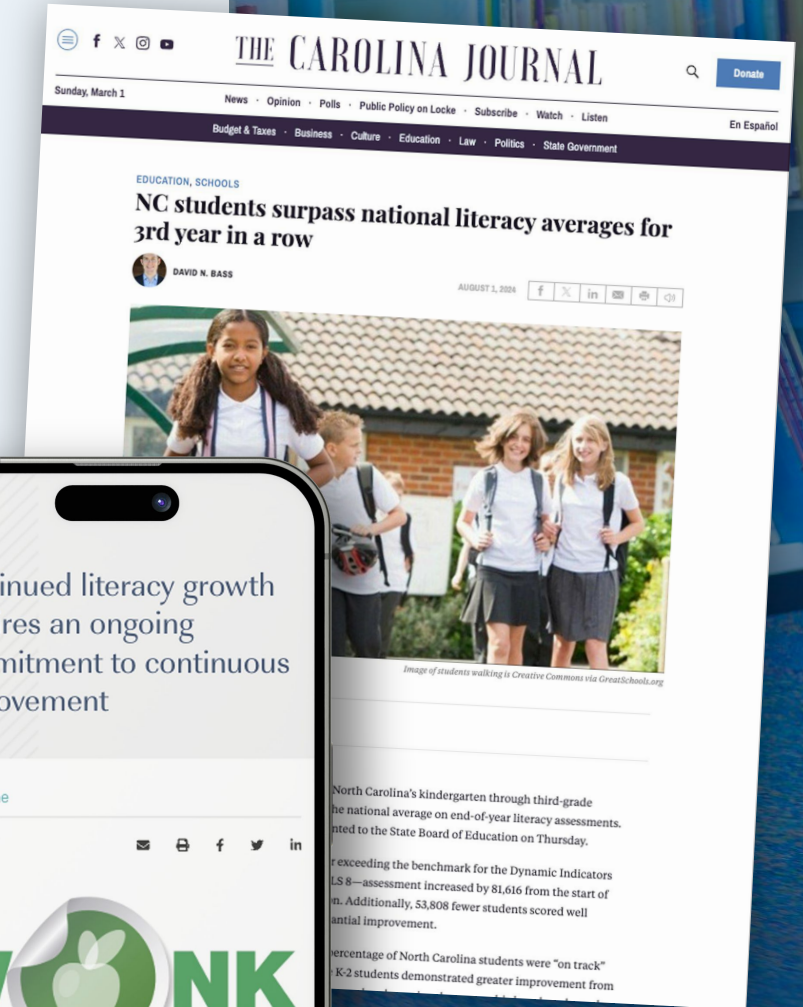 THE CAROLINA JOURNAL
Donate
Sunday, March 1
News · Opinion · Polls · Public Policy on Locke · Subscribe · Watch · Listen
En Español
Budget & Taxes · Business · Culture · Education · Law · Politics · State Government
EDUCATION, SCHOOLS
NC students surpass national literacy averages for
3rd year in a row
DAVID N. BASS
AUGUST 1, 2024
Image of students walking is Creative Commons via GreatSchools.org
North Carolina's kindergarten through third-grade
he national average on end-of-year literacy assessments.
nted to the State Board of Education on Thursday.
r exceeding the benchmark for the Dynamic Indicators
LS 8—assessment increased by 81,616 from the start of
n. Additionally, 53,808 fewer students scored well
antial improvement.
percentage of North Carolina students were "on track"
K-2 students demonstrated greater improvement from
inued literacy growth
res an ongoing
mitment to continuous
ovement
e
NK